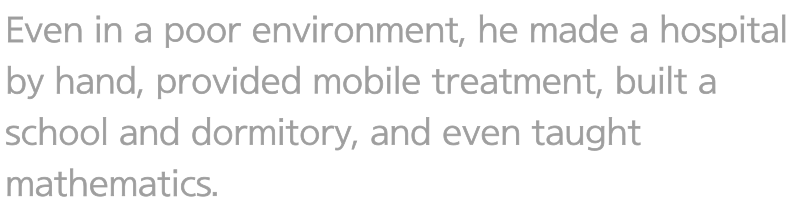 Even in a poor environment, he made a hospital
by hand, provided mobile treatment, built a
school and dormitory, and even taught
mathematics.